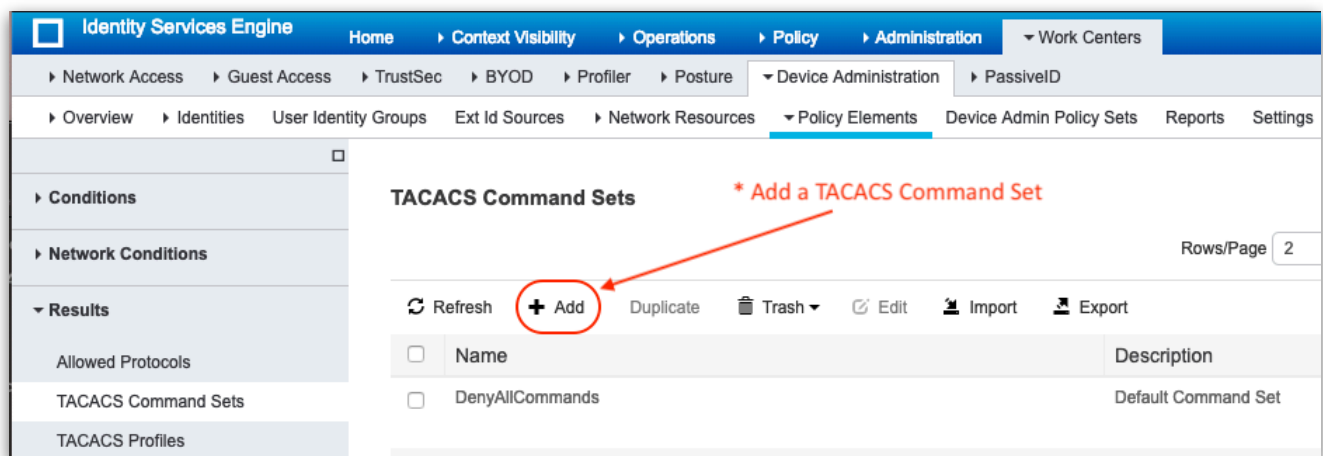 Identity Services Engine Home Context Visibility Operations Policy Administration Work Centers
Network Access Guest Access TrustSec BYOD Profiler Posture Device Administration PassiveID
Overview Identities User Identity Groups Ext Id Sources Network Resources Policy Elements Device Admin Policy Sets Reports Settings
Conditions
Network Conditions
Results
Allowed Protocols
TACACS Command Sets
TACACS Profiles
TACACS Command Sets * Add a TACACS Command Set
Rows/Page 2
Refresh Add Duplicate Trash Edit Import Export
Name Description
DenyAllCommands Default Command Set